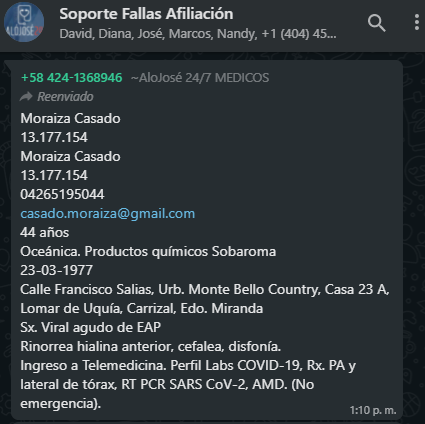 Soporte Fallas Afiliación
David, Diana, José, Marcos, Nandy, +1 (404) 45...
+58 424-1368946 ~AloJosé 24/7 MEDICOS
Reenviado
Moraiza Casado
13.177.154
Moraiza Casado
13.177.154
04265195044
casado.moraiza@gmail.com
44 años
Oceánica. Productos químicos Sobaroma
23-03-1977
Calle Francisco Salias, Urb. Monte Bello Country, Casa 23 A,
Lomar de Uquía, Carrizal, Edo. Miranda
Sx. Viral agudo de EAP
Rinorrea hialina anterior, cefalea, disfonía.
Ingreso a Telemedicina. Perfil Labs COVID-19, Rx. PA y
lateral de tórax, RT PCR SARS CoV-2, AMD. (No
emergencia).
1:10 p. m.